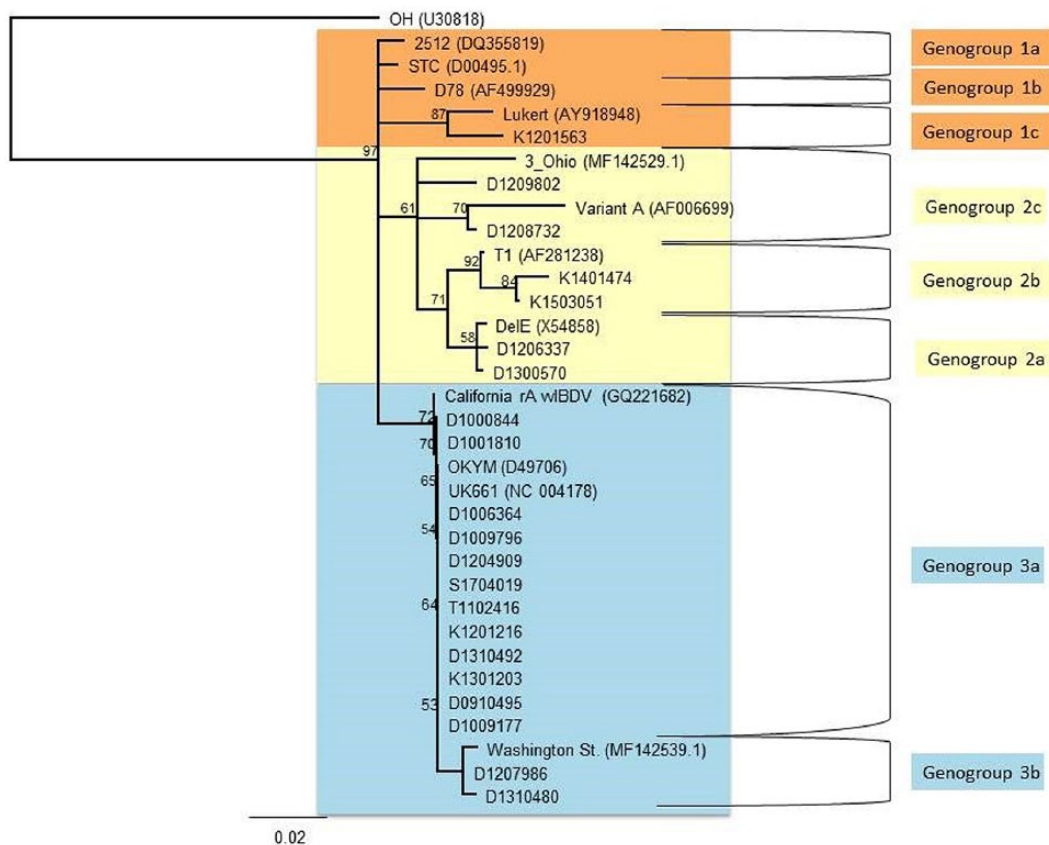 OH (U30818)
2512 (DQ355819)
Genogroup 1a
STC (D00495.1)
D78 (AF499929)
Genogroup 1b
87
Lukert (AY918948)
Genogroup 1c
K1201563
97
3_Ohio (MF142529.1)
D1209802
61
70
Variant A (AF006699)
Genogroup 2c
D1208732
T1 (AF281238)
92
84
K1401474
Genogroup 2b
71
K1503051
DelE (X54858)
58
D1206337
Genogroup 2a
D1300570
California rA wIBDV (GQ221682)
72
D1000844
70
D1001810
OKYM (D49706)
65
UK661 (NC 004178)
D1006364
54
D1009796
D1204909
Genogroup 3a
S1704019
64
T1102416
K1201216
D1310492
K1301203
53
D0910495
D1009177
Washington St. (MF142539.1)
D1207986
Genogroup 3b
D1310480
0.02